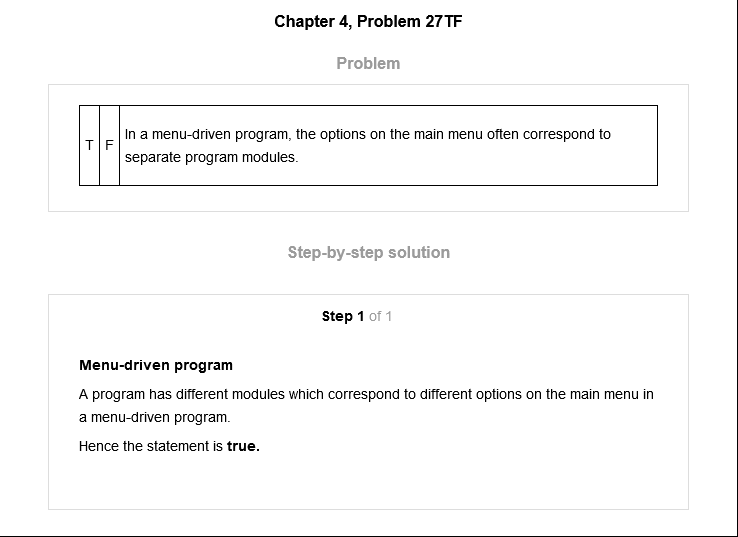 Chapter 4, Problem 27TF
Problem
T F In a menu-driven program, the options on the main menu often correspond to
separate program modules.
Step-by-step solution
Step 1 of 1
Menu-driven program
A program has different modules which correspond to different options on the main menu in
a menu-driven program.
Hence the statement is true.